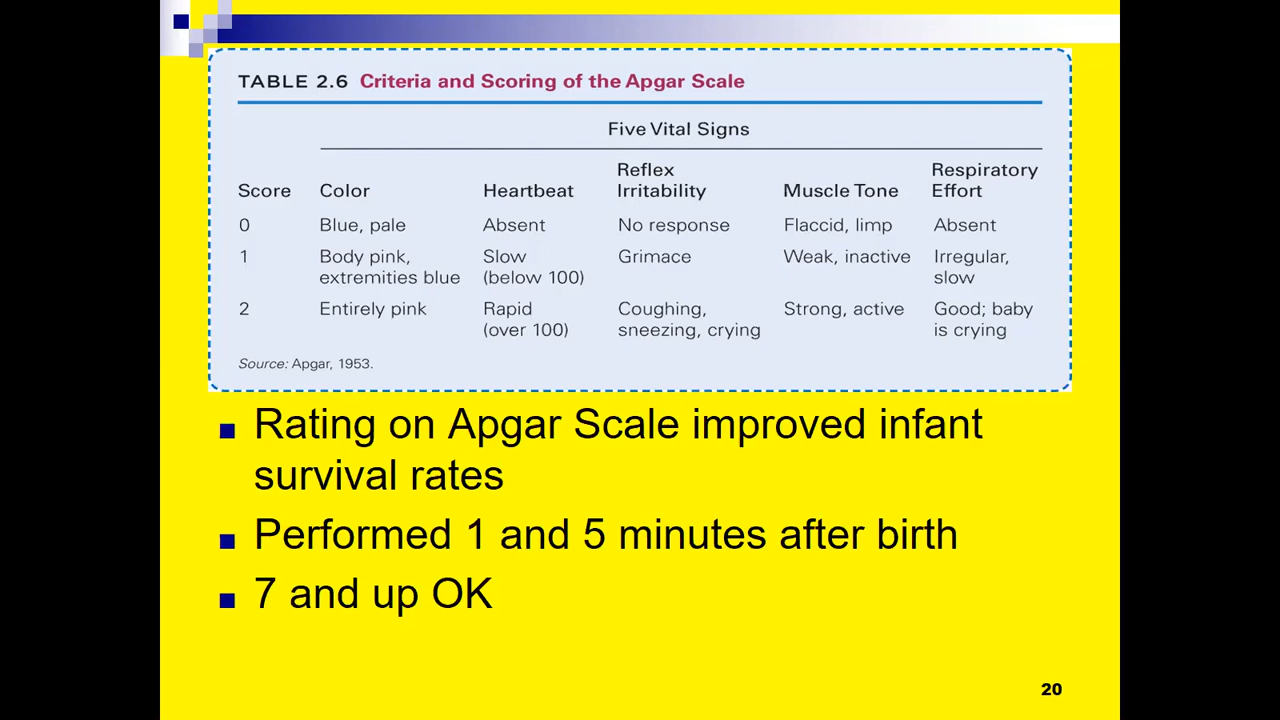 TABLE 2.6 Criteria and Scoring of the Apgar Scale
Five Vital Signs
Score Color Heartbeat Reflex Irritability Muscle Tone Respiratory Effort
0 Blue, pale Absent No response Flaccid, limp Absent
1 Body pink, extremities blue Slow (below 100) Grimace Weak, inactive Irregular, slow
2 Entirely pink Rapid (over 100) Coughing, sneezing, crying Strong, active Good; baby is crying
Source: Apgar, 1953.
Rating on Apgar Scale improved infant
survival rates
Performed 1 and 5 minutes after birth
7 and up OK
20